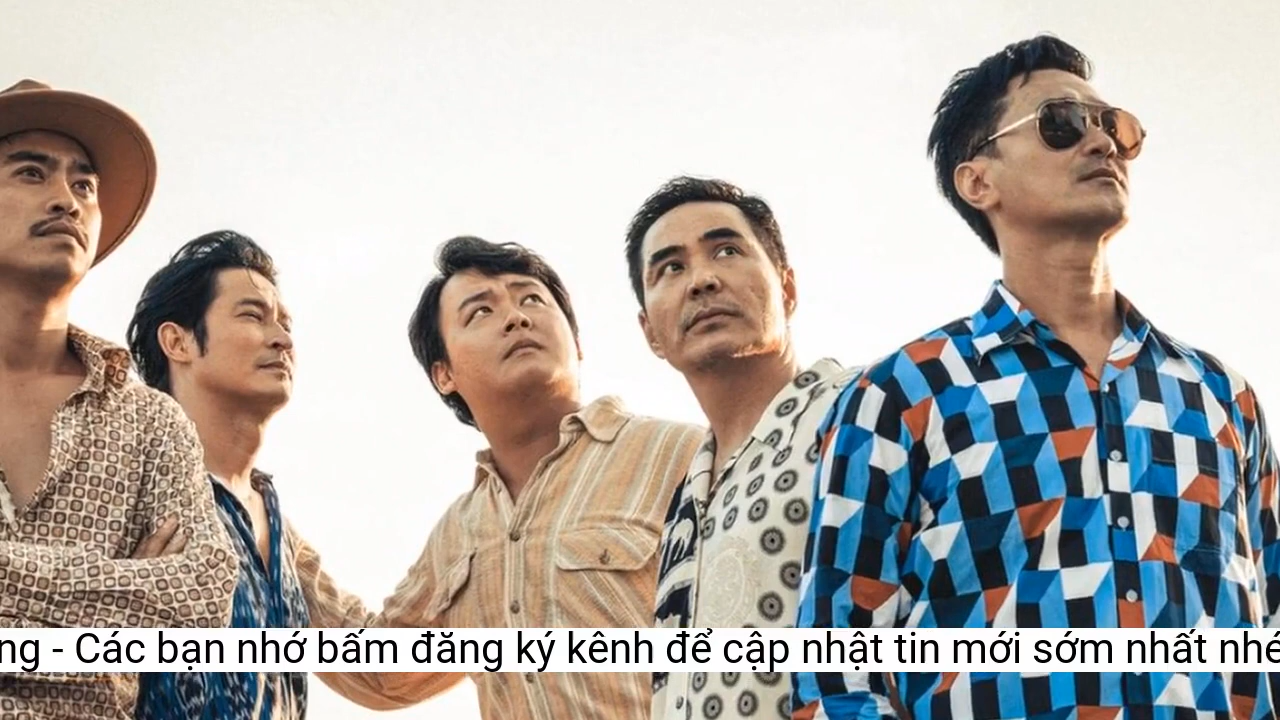 ng - Các bạn nhớ bấm đăng ký kênh để cập nhật tin mới sớm nhất nhé